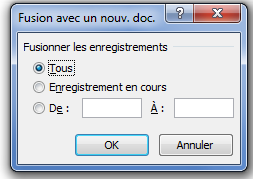 Fusion avec un nouv. doc.
Fusionner les enregistrements
Tous
Enregistrement en cours
De : À :
OK Annuler